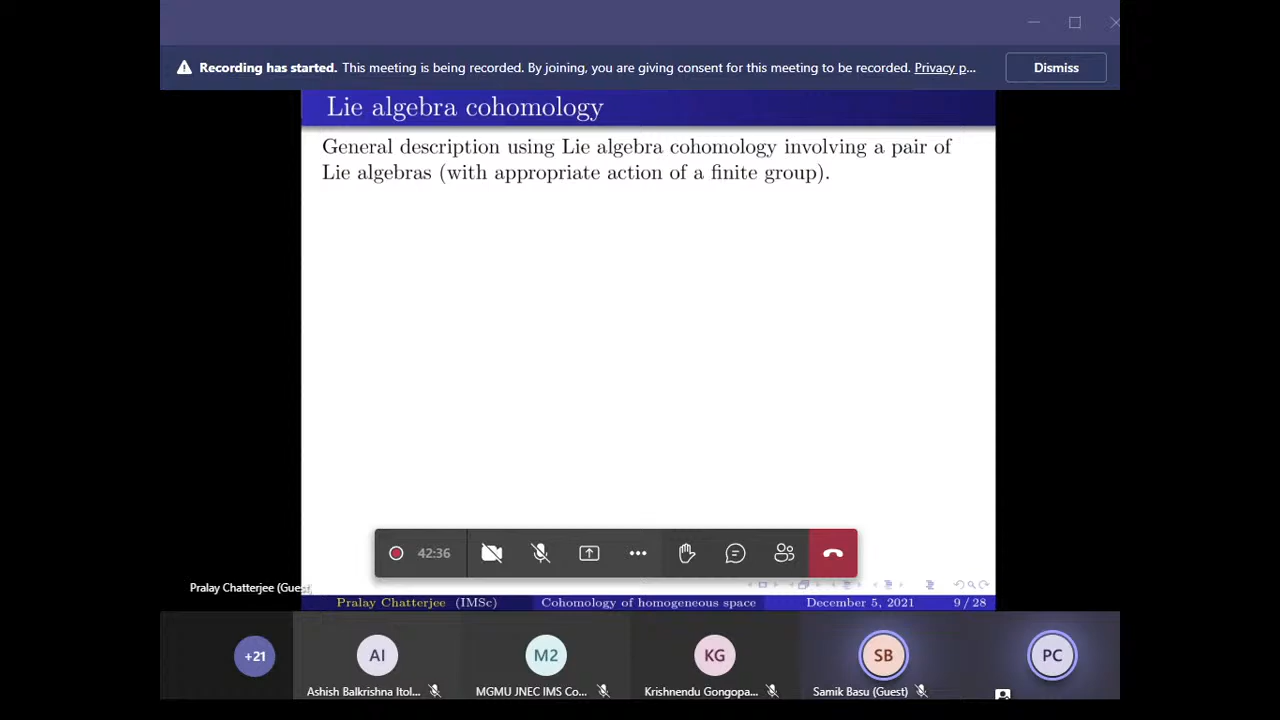 Recording has started. This meeting is being recorded. By joining, you are giving consent for this meeting to be recorded. Privacy p...
Dismiss
Lie algebra cohomology
General description using Lie algebra cohomology involving a pair of
Lie algebras (with appropriate action of a finite group).
42:36
Pralay Chatterjee (Guest)
Pralay Chatterjee (IMSc) Cohomology of homogeneous space December 5, 2021 9 / 28
+21 AI M2 KG SB PC
Ashish Balkrishna Itol... MGMU JNEC IMS Co... Krishnendu Gongopa... Samik Basu (Guest)